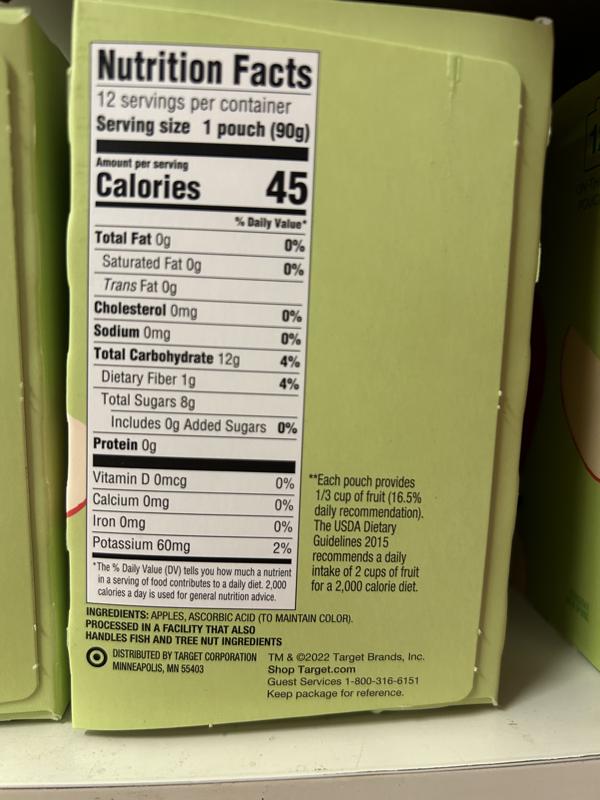 Nutrition Facts
12 servings per container
Serving size 1 pouch (90g)
Amount per serving
Calories 45
% Daily Value*
Total Fat 0g 0%
Saturated Fat 0g 0%
Trans Fat 0g
Cholesterol 0mg 0%
Sodium 0mg 0%
Total Carbohydrate 12g 4%
Dietary Fiber 1g 4%
Total Sugars 8g
Includes 0g Added Sugars 0%
Protein 0g
Vitamin D 0mcg 0%
Calcium 0mg 0%
Iron 0mg 0%
Potassium 60mg 2%
*The % Daily Value (DV) tells you how much a nutrient
in a serving of food contributes to a daily diet. 2,000
calories a day is used for general nutrition advice.
**Each pouch provides
1/3 cup of fruit (16.5%
daily recommendation).
The USDA Dietary
Guidelines 2015
recommends a daily
intake of 2 cups of fruit
for a 2,000 calorie diet.
INGREDIENTS: APPLES, ASCORBIC ACID (TO MAINTAIN COLOR).
PROCESSED IN A FACILITY THAT ALSO
HANDLES FISH AND TREE NUT INGREDIENTS
DISTRIBUTED BY TARGET CORPORATION
MINNEAPOLIS, MN 55403
TM & ©2022 Target Brands, Inc.
Shop Target.com
Guest Services 1-800-316-6151
Keep package for reference.